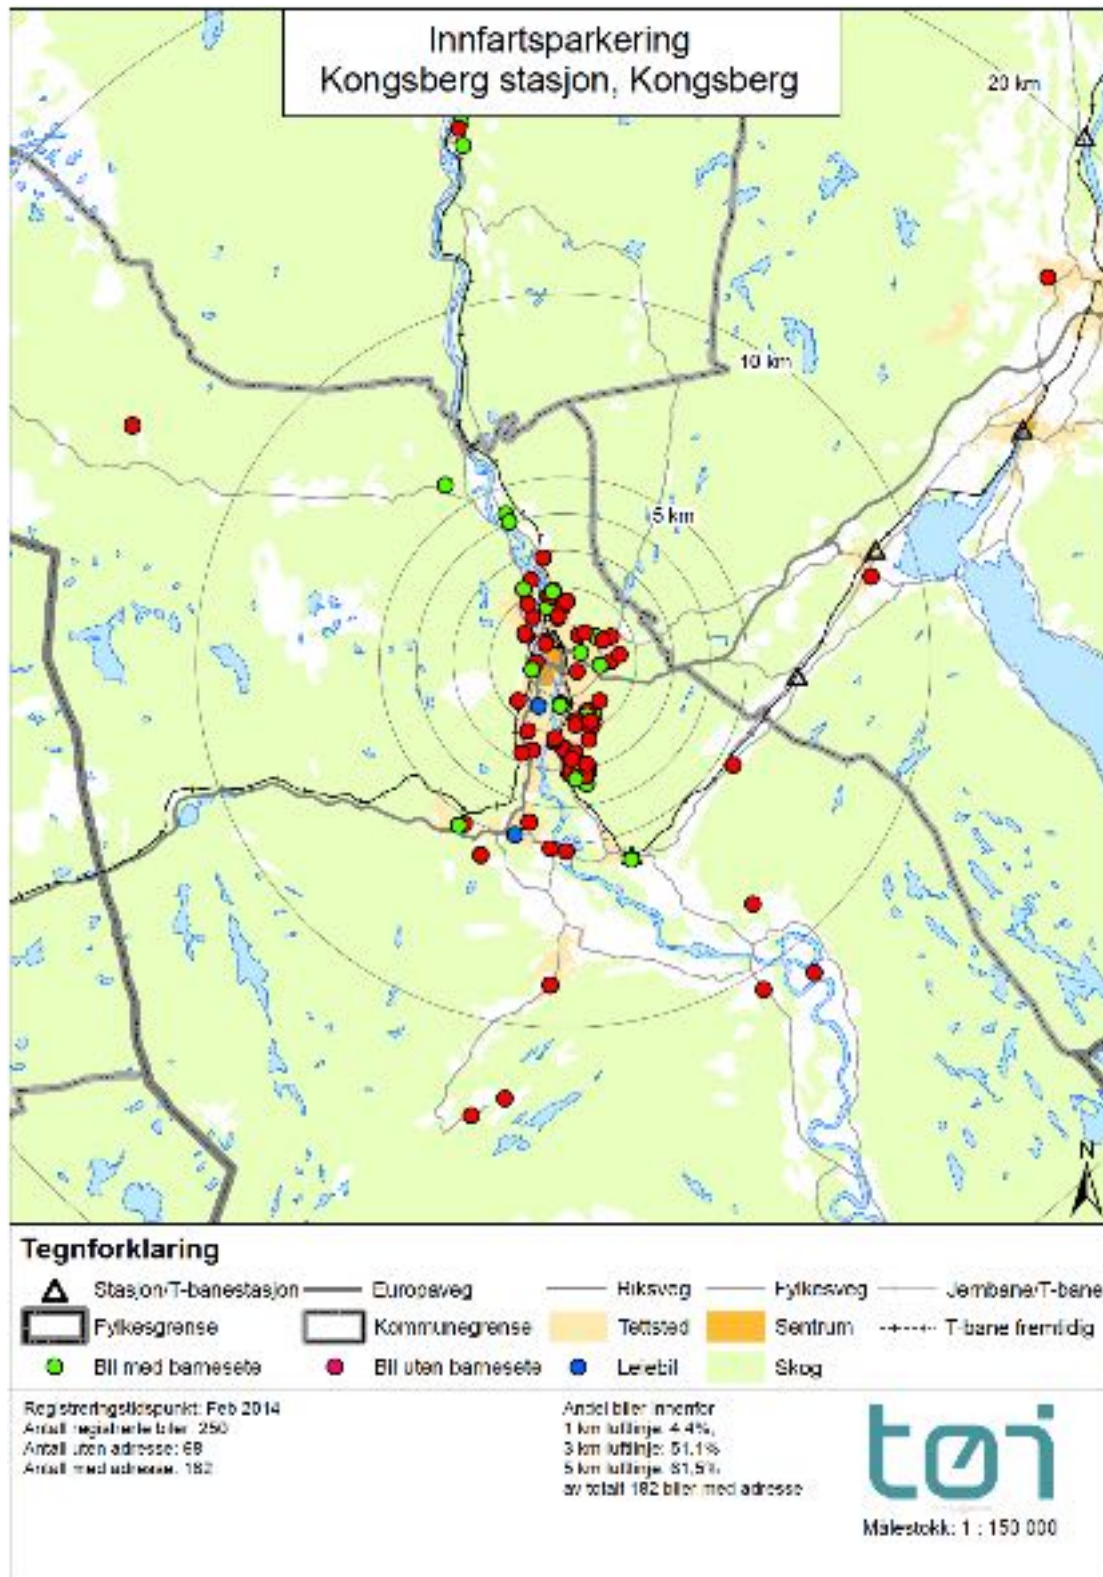 Innfartsparkering
Kongsberg stasjon, Kongsberg
20 km
10 km
5 km
N
Tegnforklaring
Stasjon/T-banestasjon Europaveg Riksveg Fylkesveg Jernbane/T-bane
Fylkesgrense Kommunegrense Tettsted Sentrum T-bane fremtidig
Bill med barnesete Bil uten barnesete Leiebil Skog
Registreringstidspunkt: Feb 2014
Antall registrerte biler: 250
Antall uten adresse: 68
Antall med adresse: 182
Andel biler innenfor
1 km luftlinje: 4,4%,
3 km luftlinje: 51,1%
5 km luftlinje: 81,5%
av totalt 182 biler med adresse
tøi
Målestokk: 1 : 150 000